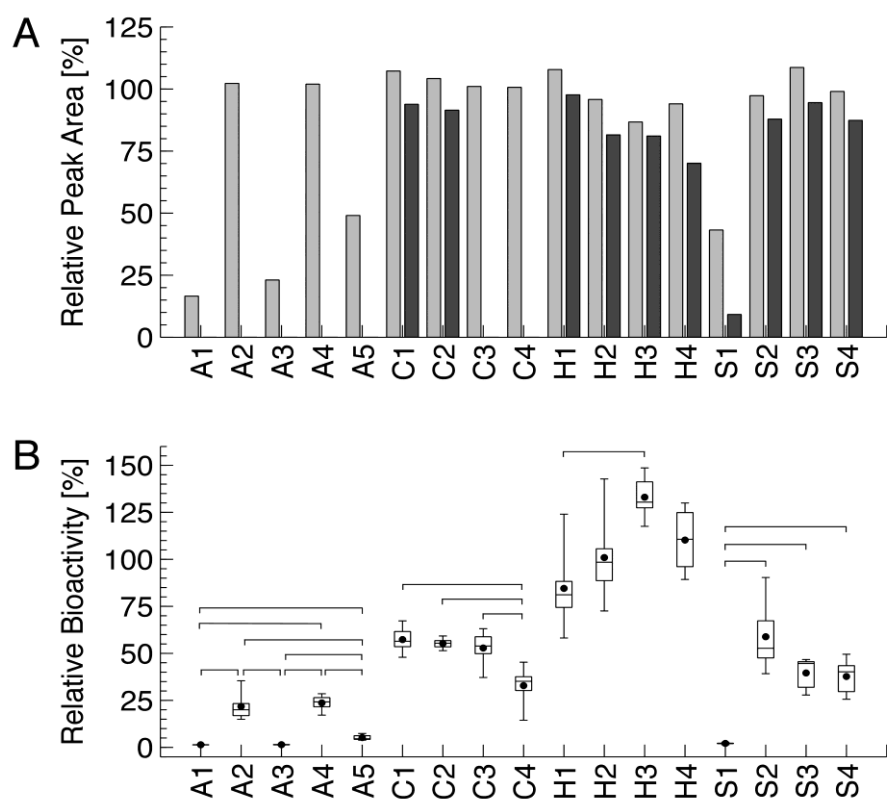 A
Relative Peak Area [%]
125
100
75
50
25
0
A1 A2 A3 A4 A5 C1 C2 C3 C4 H1 H2 H3 H4 S1 S2 S3 S4
B
Relative Bioactivity [%]
150
125
100
75
50
25
0
A1 A2 A3 A4 A5 C1 C2 C3 C4 H1 H2 H3 H4 S1 S2 S3 S4